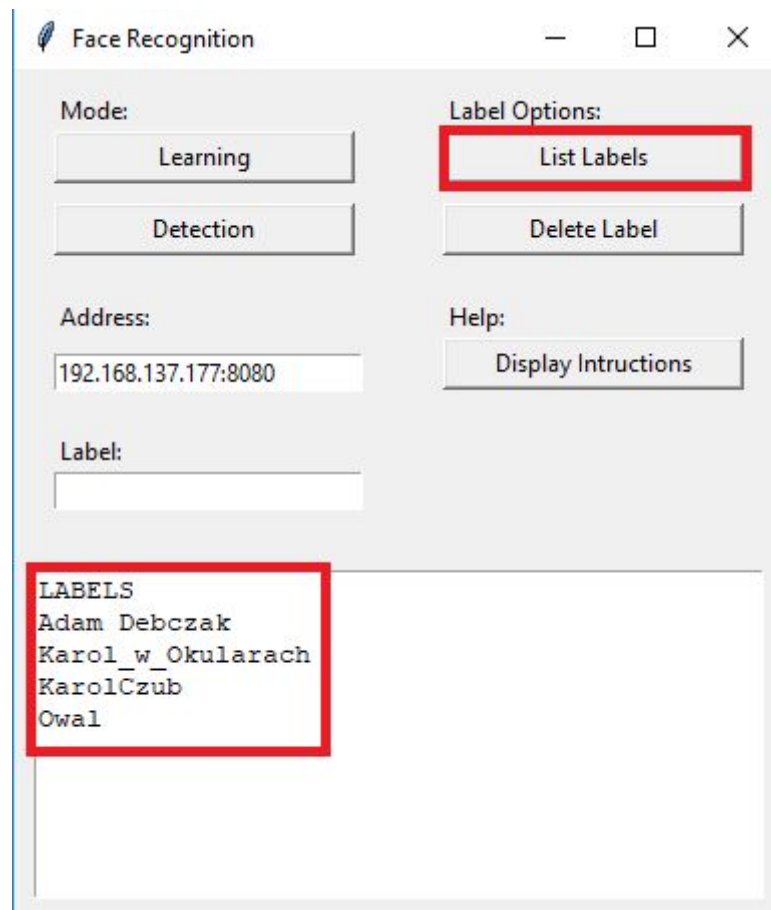 Face Recognition
Mode:
Learning
Detection
Label Options:
List Labels
Delete Label
Address:
192.168.137.177:8080
Help:
Display Intructions
Label:
LABELS
Adam Debczak
Karol_w_Okularach
KarolCzub
Owal